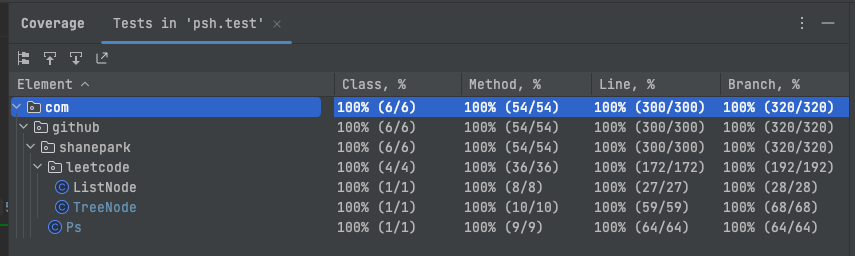 Coverage Tests in 'psh.test'
Element Class, % Method, % Line, % Branch, %
com 100% (6/6) 100% (54/54) 100% (300/300) 100% (320/320)
github 100% (6/6) 100% (54/54) 100% (300/300) 100% (320/320)
shanepark 100% (6/6) 100% (54/54) 100% (300/300) 100% (320/320)
leetcode 100% (4/4) 100% (36/36) 100% (172/172) 100% (192/192)
ListNode 100% (1/1) 100% (8/8) 100% (27/27) 100% (28/28)
TreeNode 100% (1/1) 100% (10/10) 100% (59/59) 100% (68/68)
Ps 100% (1/1) 100% (9/9) 100% (64/64) 100% (64/64)